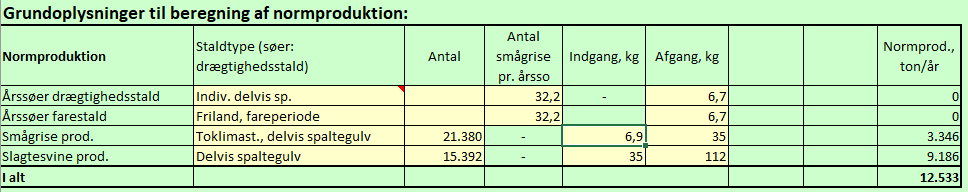 Grundoplysninger til beregning af normproduktion:
Normproduktion Staldtype (søer: drægtighedsstald) Antal Antal smågrise pr. årsso Indgang, kg Afgang, kg Normprod., ton/år
Årssøer drægtighedsstald Indiv. delvis sp. 32,2 - 6,7 0
Årssøer farestald Friland, fareperiode 32,2 6,7 0
Smågrise prod. Toklimast., delvis spaltegulv 21.380 - 6,9 35 3.346
Slagtesvine prod. Delvis spaltegulv 15.392 - 35 112 9.186
I alt 12.533